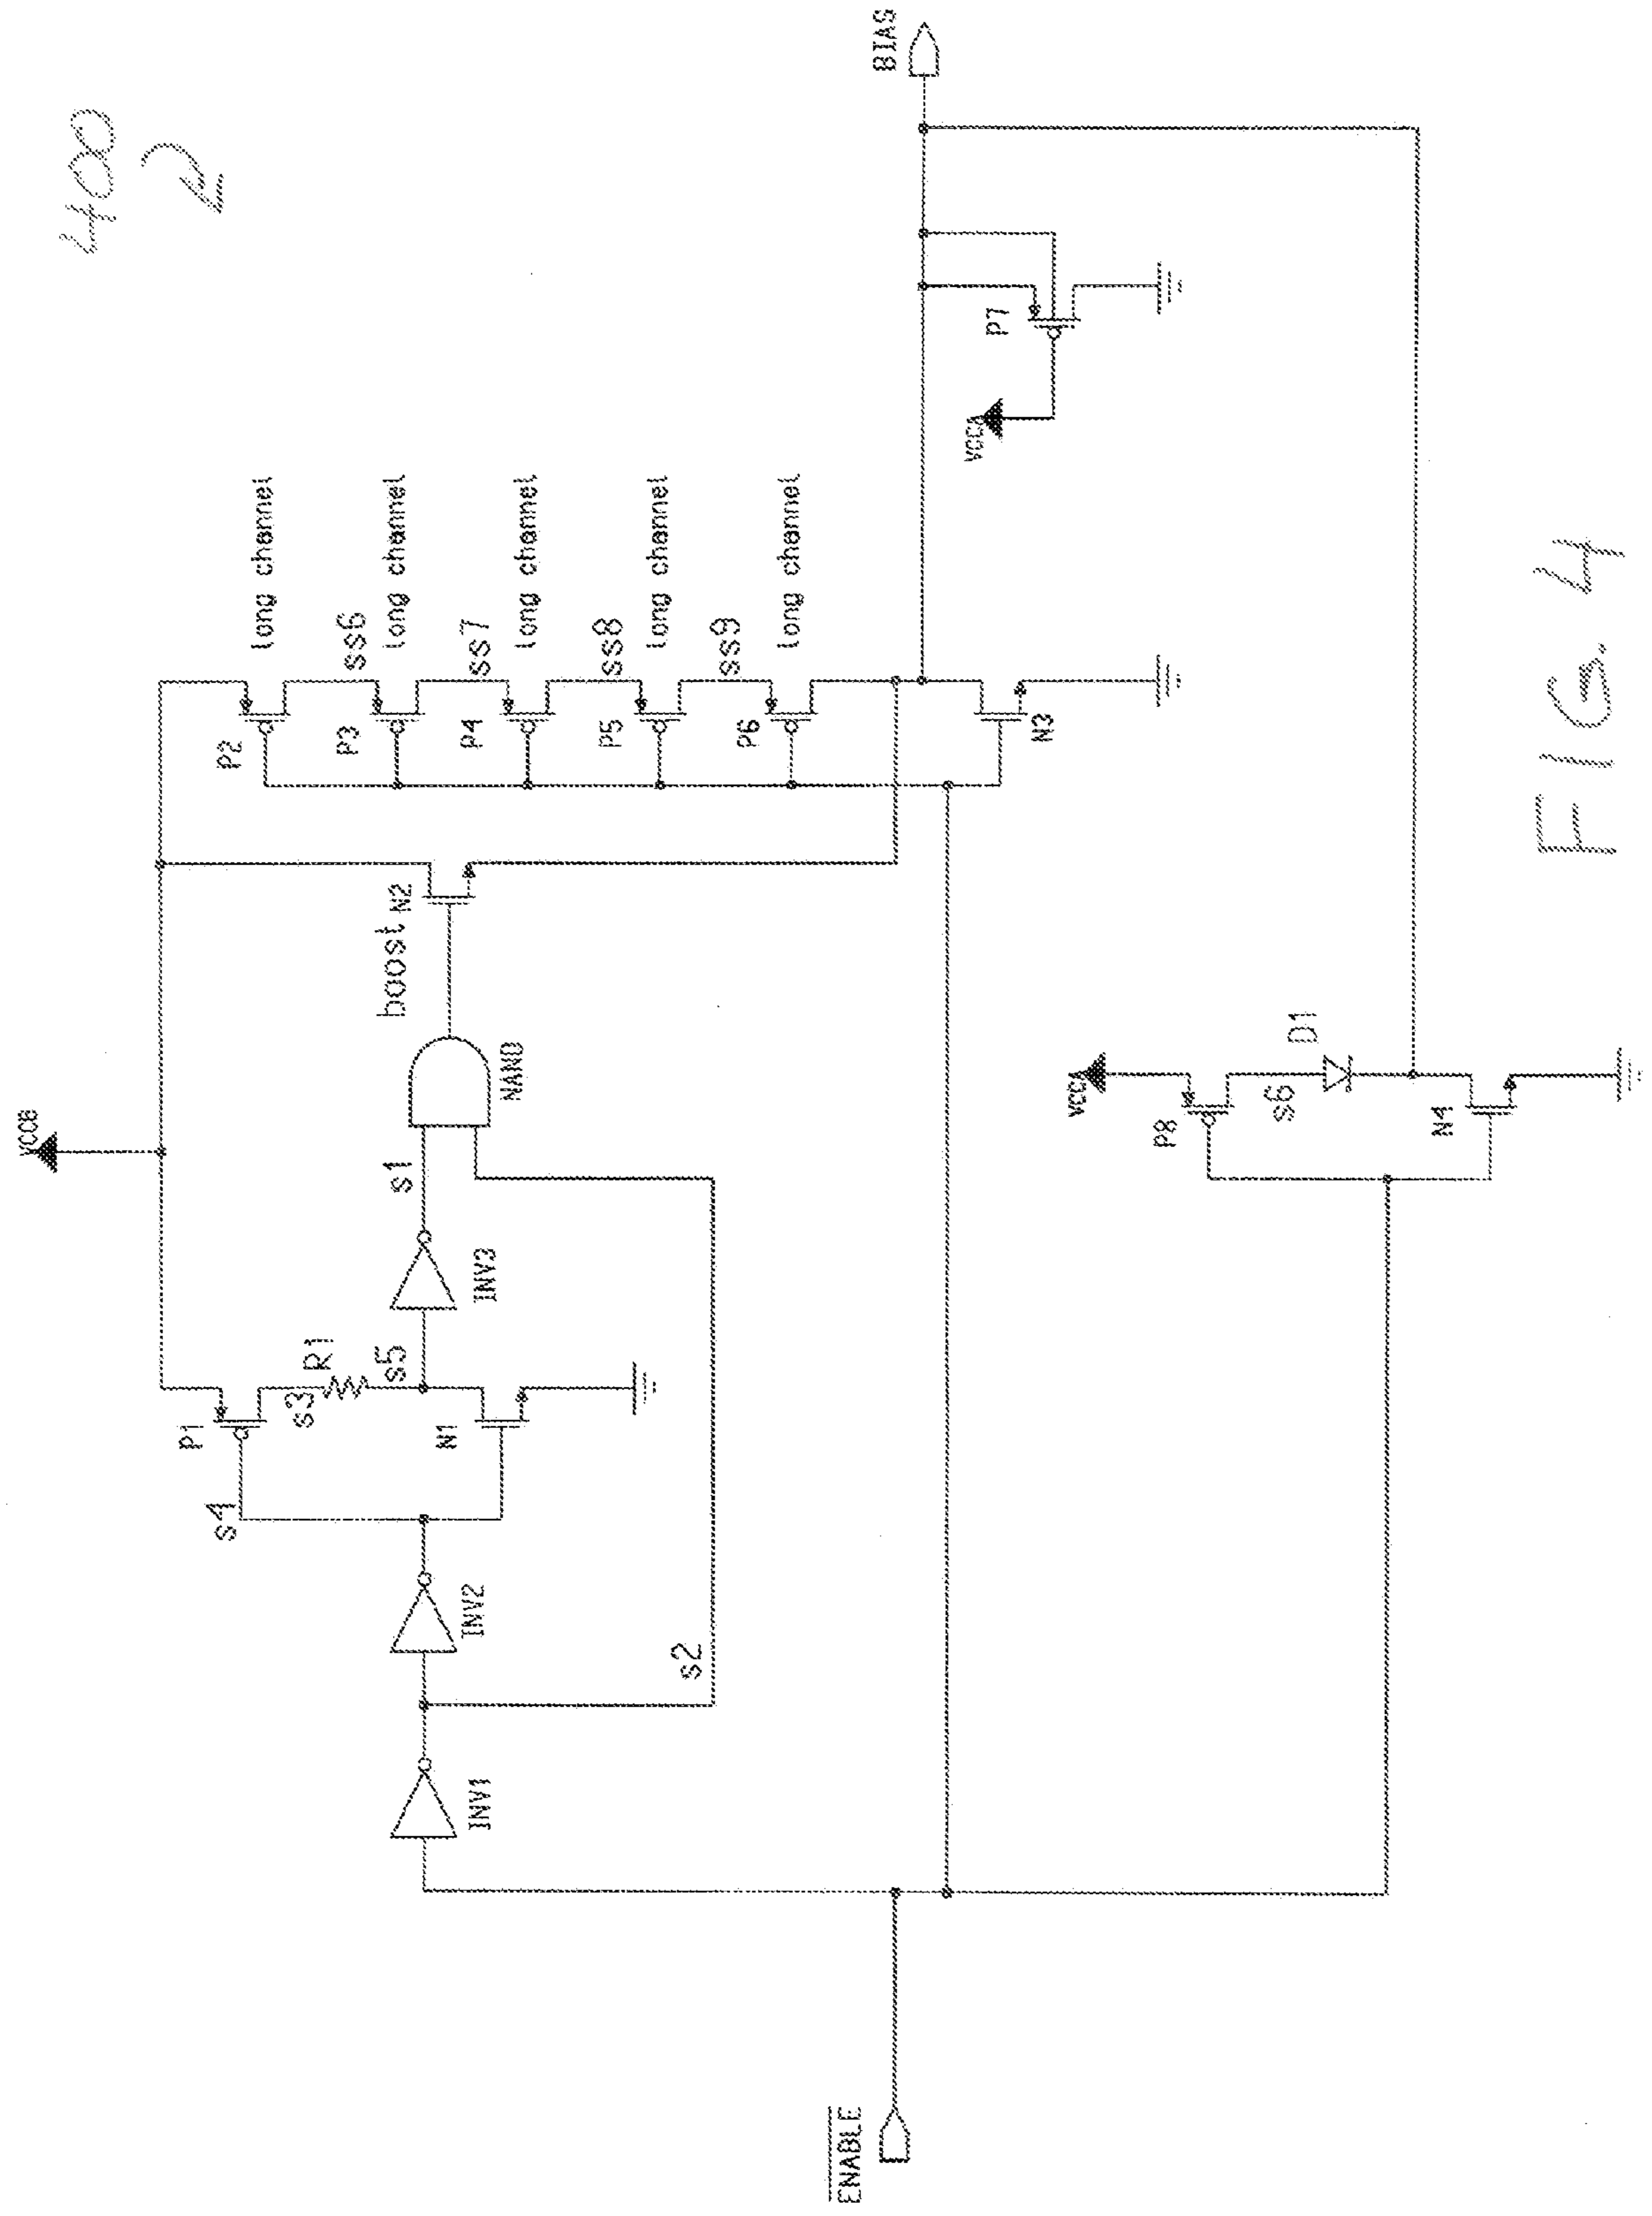 400
VCCB
P1
s4
s3
R1
s5
N1
INV1
INV2
INV3
s1
s2
NAND
boost
N2
P2
long channel
ss6
P3
long channel
ss7
P4
long channel
ss8
P5
long channel
ss9
P6
long channel
N3
BIAS
P7
VCCA
ENABLE
VCCA
P8
s6
D1
N4
FIG. 4